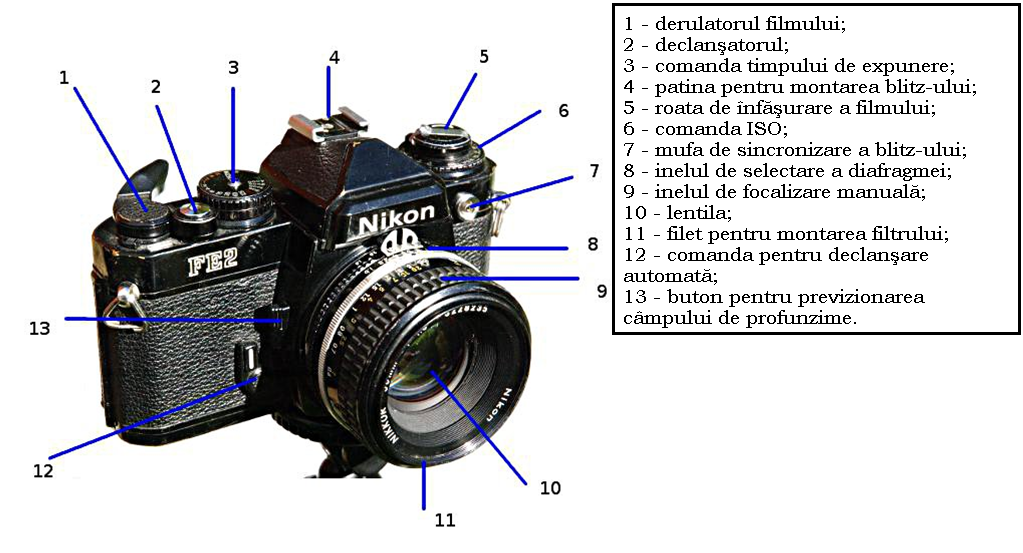 1
2
3
4
5
6
7
8
9
10
11
12
13
Nikon
FE2
NIKKOR
Nikon
1 - derulatorul filmului;
2 - declanşatorul;
3 - comanda timpului de expunere;
4 - patina pentru montarea blitz-ului;
5 - roata de înfăşurare a filmului;
6 - comanda ISO;
7 - mufa de sincronizare a blitz-ului;
8 - inelul de selectare a diafragmei;
9 - inelul de focalizare manuală;
10 - lentila;
11 - filet pentru montarea filtrului;
12 - comanda pentru declanşare
automată;
13 - buton pentru previzionarea
câmpului de profunzime.